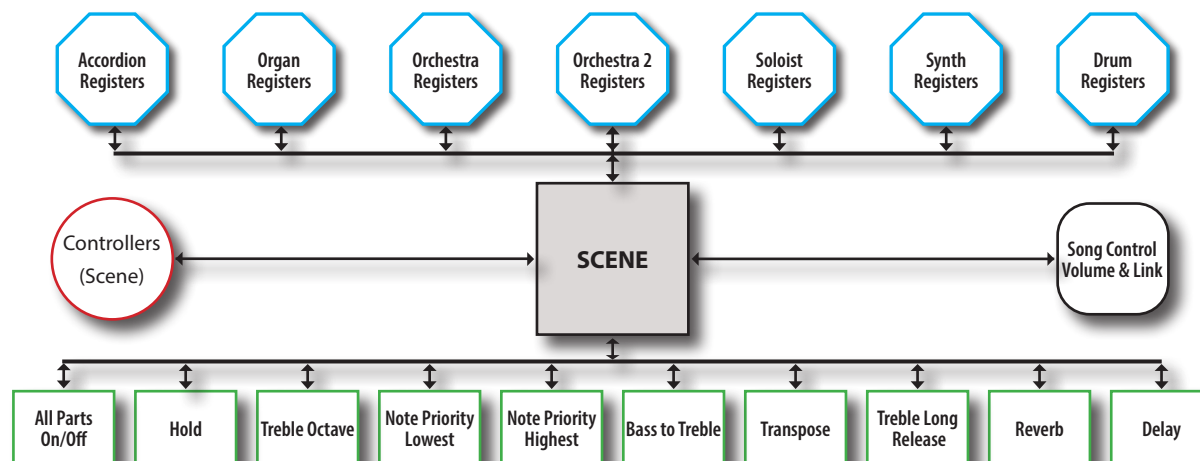 Accordion
Registers
Organ
Registers
Orchestra
Registers
Orchestra 2
Registers
Soloist
Registers
Synth
Registers
Drum
Registers
Controllers
(Scene)
SCENE
Song Control
Volume & Link
All Parts
On/Off
Hold
Treble Octave
Note Priority
Lowest
Note Priority
Highest
Bass to Treble
Transpose
Treble Long
Release
Reverb
Delay